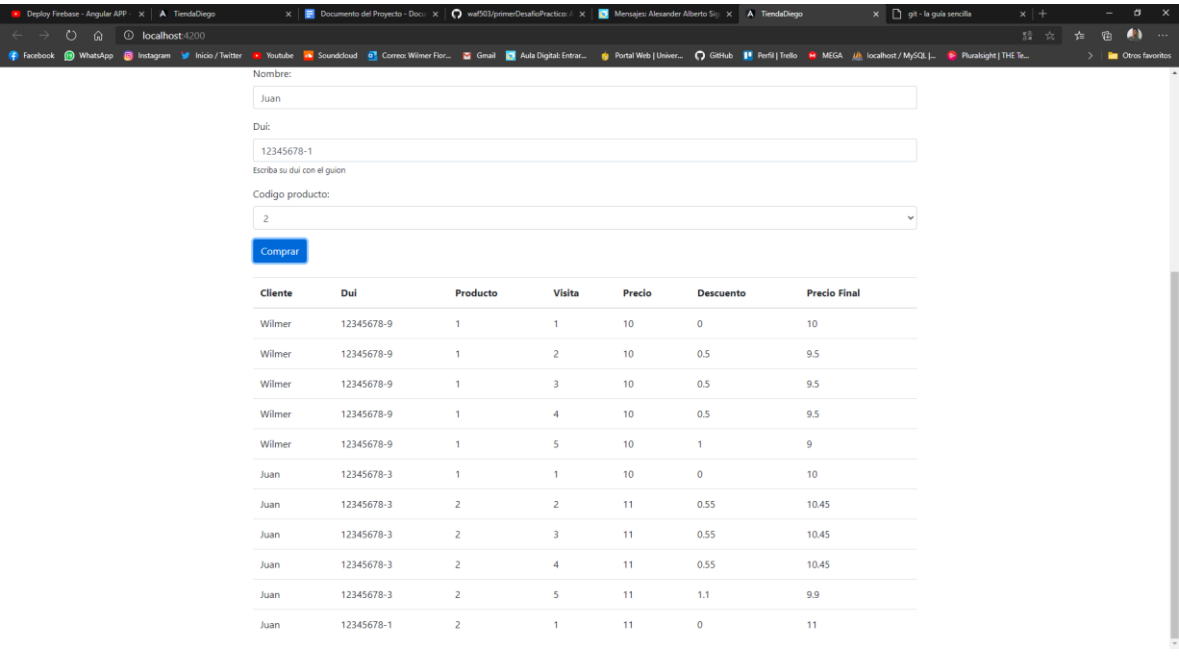 Deploy Firebase - Angular APP - TiendaDiego Documento del Proyecto - Docu waf503/primerDesafioPractico: Mensajes: Alexander Alberto Sig TiendaDiego git - la guía sencilla
localhost:4200
Facebook WhatsApp Instagram Inicio / Twitter Youtube Sounddcloud Correo: Wilmer Flor... Gmail Aula Digital: Entrar... Portal Web | Univer... GitHub Perfil | Trello MEGA localhost / MySQL |... Pluralsight | THE Te... Otros favoritos
Nombre:
Juan
Dui:
12345678-1
Escriba su dui con el guion
Codigo producto:
2
Comprar
Cliente Dui Producto Visita Precio Descuento Precio Final
Wilmer 12345678-9 1 1 10 0 10
Wilmer 12345678-9 1 2 10 0.5 9.5
Wilmer 12345678-9 1 3 10 0.5 9.5
Wilmer 12345678-9 1 4 10 0.5 9.5
Wilmer 12345678-9 1 5 10 1 9
Juan 12345678-3 1 1 10 0 10
Juan 12345678-3 2 2 11 0.55 10.45
Juan 12345678-3 2 3 11 0.55 10.45
Juan 12345678-3 2 4 11 0.55 10.45
Juan 12345678-3 2 5 11 1.1 9.9
Juan 12345678-1 2 1 11 0 11